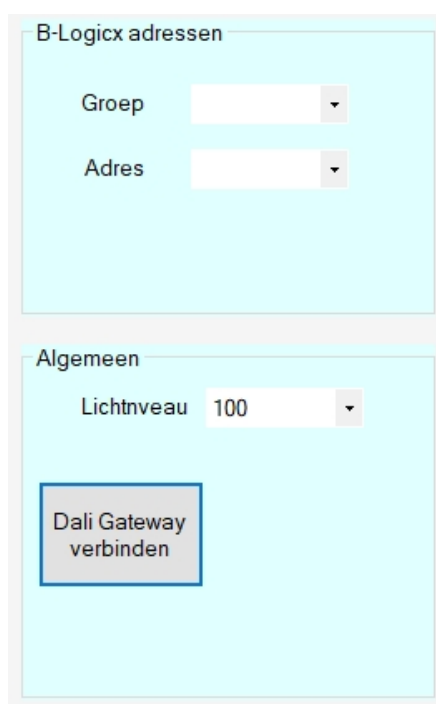 B-Logicx adressen
Groep
Adres
Algemeen
Lichtnveau 100
Dali Gateway
verbinden